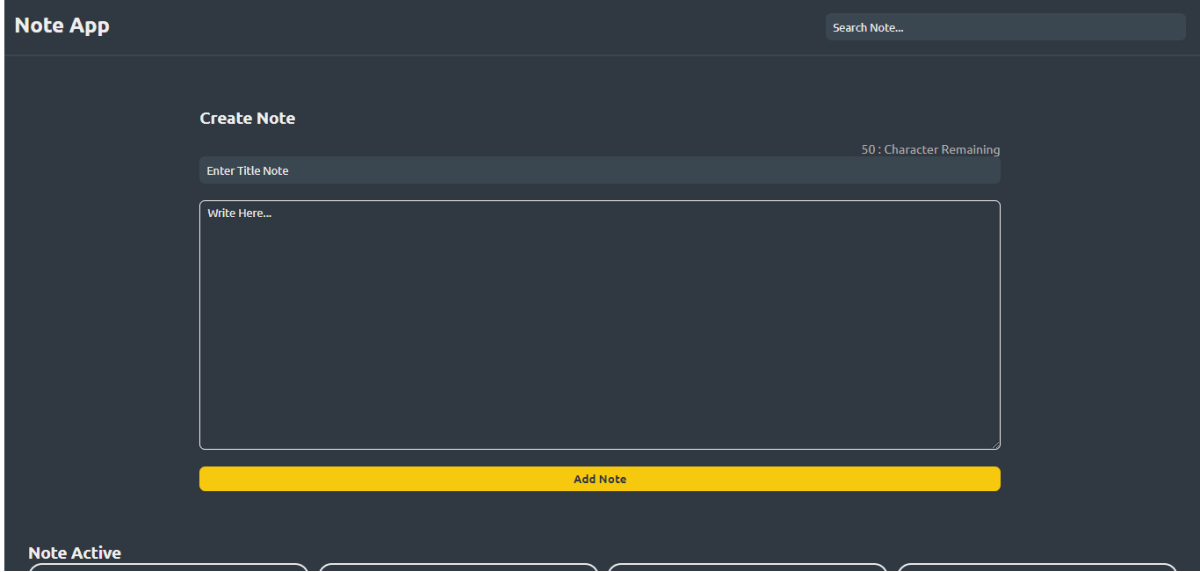 Note App
Search Note...
Create Note
50 : Character Remaining
Enter Title Note
Write Here...
Add Note
Note Active